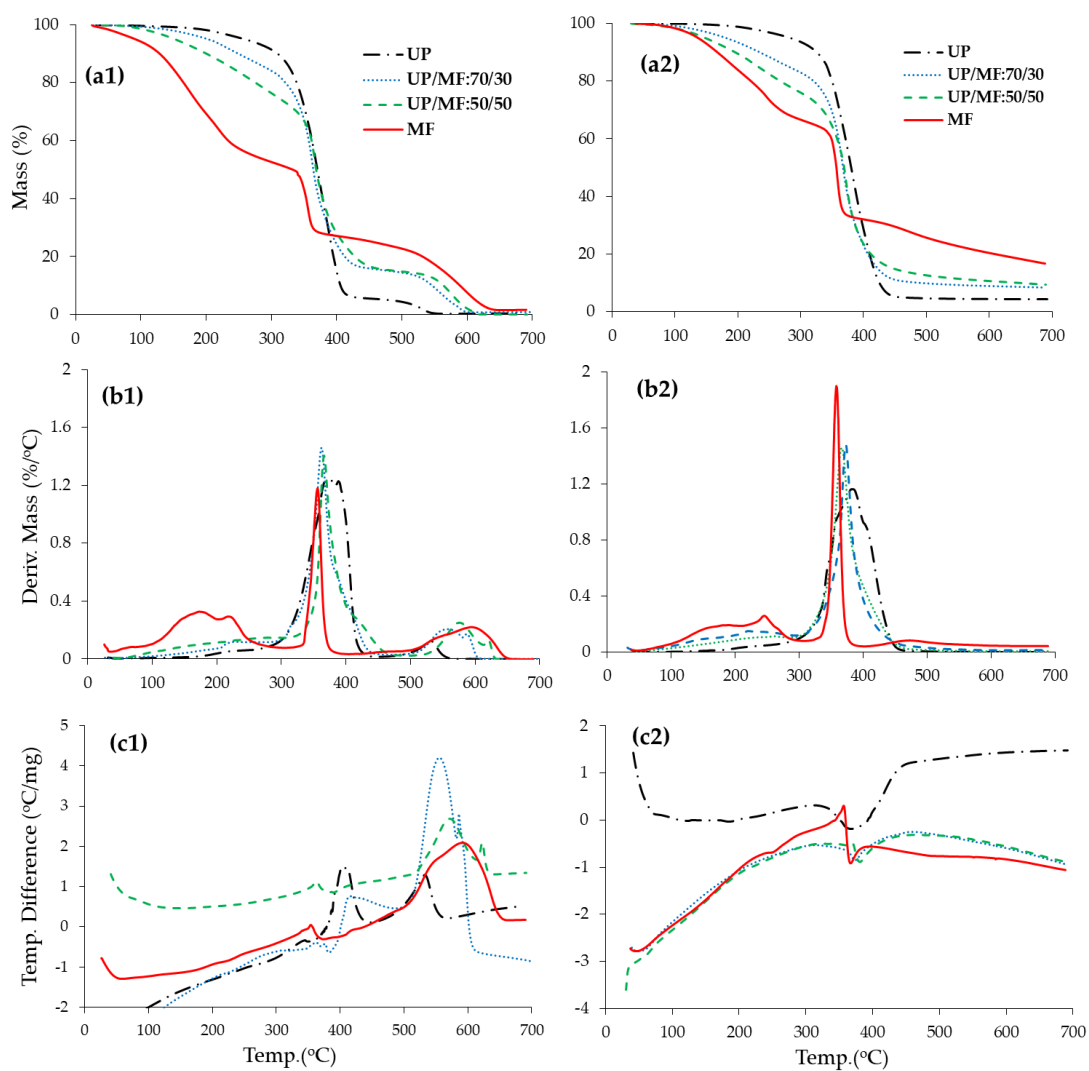 100
80
60
40
20
0
Mass (%)
(a1)
UP
UP/MF:70/30
UP/MF:50/50
MF
0 100 200 300 400 500 600 700
100
80
60
40
20
0
(a2)
UP
UP/MF:70/30
UP/MF:50/50
MF
0 100 200 300 400 500 600 700
2
1.6
1.2
0.8
0.4
0
Deriv. Mass (%/°C)
(b1)
0 100 200 300 400 500 600 700
2
1.6
1.2
0.8
0.4
0
(b2)
0 100 200 300 400 500 600 700
5
4
3
2
1
0
-1
-2
Temp. Difference (°C/mg)
(c1)
0 100 200 300 400 500 600 700
Temp.(°C)
2
1
0
-1
-2
-3
-4
(c2)
0 100 200 300 400 500 600 700
Temp.(°C)